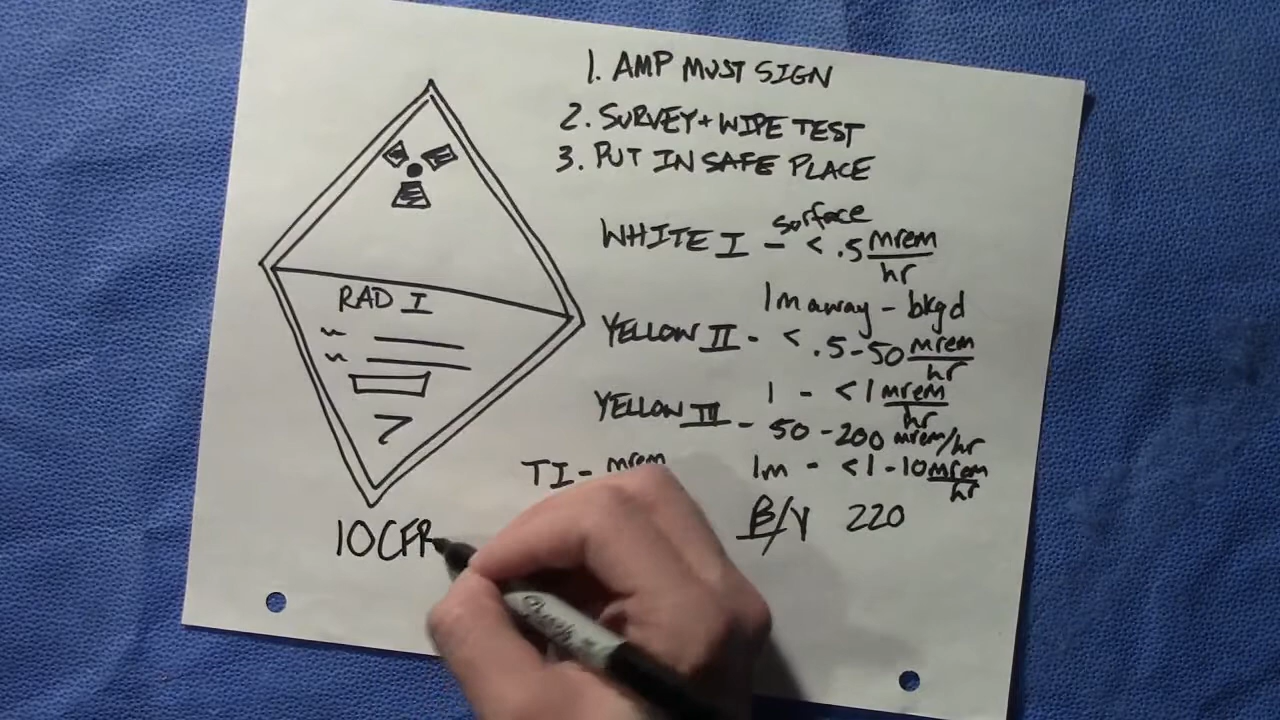 1. AMP MUST SIGN
2. SURVEY + WIPE TEST
3. PUT IN SAFE PLACE
WHITE I - surface < .5 mrem/hr
1m away - bkgd
YELLOW II - < .5-50 mrem/hr
1 - < 1 mrem/hr
YELLOW III - 50-200 mrem/hr
1m - < 1-10 mrem/hr
TI - mrem
β/γ 220
RAD I
7
10CFR
Sharpie